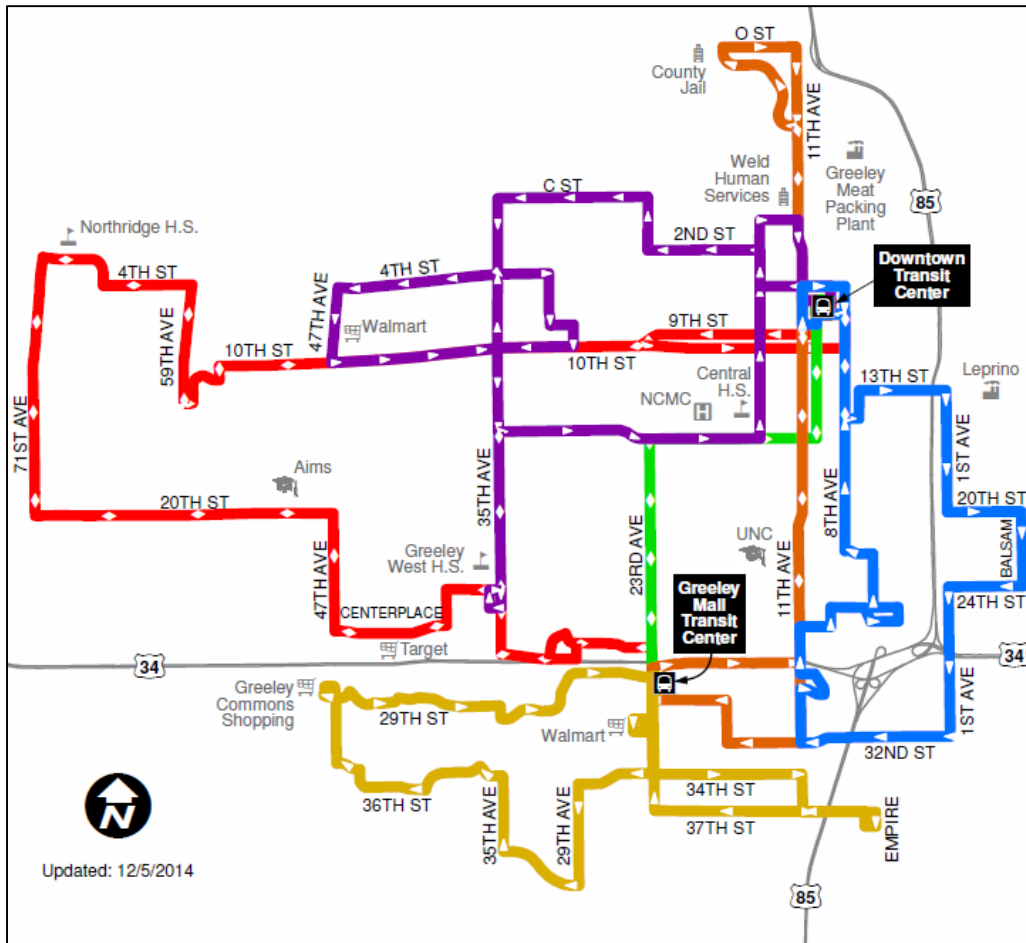 O ST
County
Jail
11TH AVE
Weld
Human
Services
Greeley
Meat
Packing
Plant
85
C ST
2ND ST
Northridge H.S.
4TH ST
4TH ST
Downtown
Transit
Center
47TH AVE
Walmart
9TH ST
59TH AVE
10TH ST
10TH ST
Central
H.S.
NCMC
H
13TH ST
Leprino
71ST AVE
1ST AVE
Aims
20TH ST
35TH AVE
8TH AVE
20TH ST
BALSAM
UNC
Greeley
West H.S.
23RD AVE
47TH AVE
CENTERPLACE
Greeley
Mall
Transit
Center
11TH AVE
24TH ST
Target
34
34
Greeley
Commons
Shopping
29TH ST
Walmart
1ST AVE
32ND ST
36TH ST
35TH AVE
29TH AVE
34TH ST
37TH ST
EMPIRE
N
Updated: 12/5/2014
85